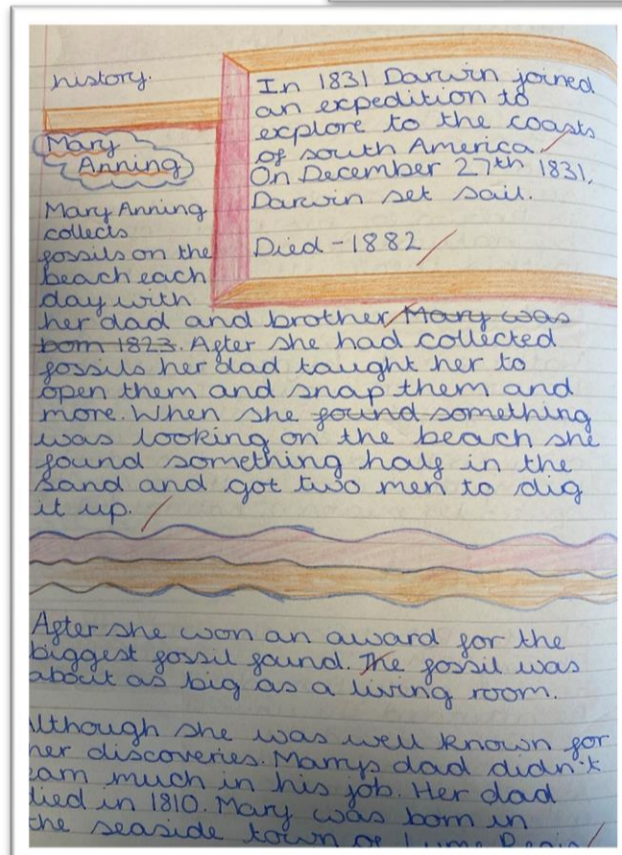 history.
In 1831 Darwin joined
an expedition to
explore to the coasts
of south America
On December 27th 1831,
Darwin set sail.
Died - 1882
Mary
Anning
Mary Anning
collects
fossils on the
beach each
day with
her dad and brother Mary was
born 1823. After she had collected
fossils her dad taught her to
open them and snap them and
more. When she found something
was looking on the beach she
found something half in the
sand and got two men to dig
it up.
After she won an award for the
biggest fossil found. The fossil was
about as big as a living room.
lthough she was well known for
her discoveries. Marrys dad didn't
earn much in his job. Her dad
died in 1810. Mary was born in
the seaside town of Lyme Regis